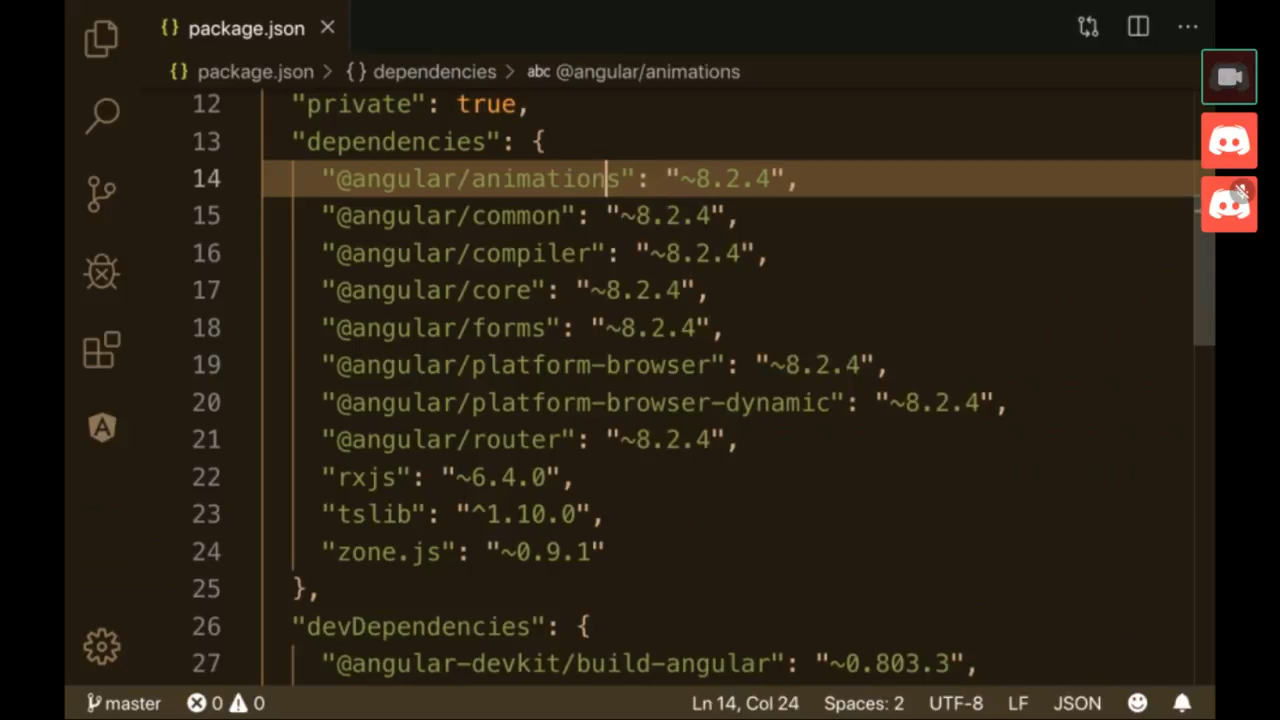 {} package.json
{} package.json > {} dependencies > abc @angular/animations
12 "private": true,
13 "dependencies": {
14 "@angular/animations": "~8.2.4",
15 "@angular/common": "~8.2.4",
16 "@angular/compiler": "~8.2.4",
17 "@angular/core": "~8.2.4",
18 "@angular/forms": "~8.2.4",
19 "@angular/platform-browser": "~8.2.4",
20 "@angular/platform-browser-dynamic": "~8.2.4",
21 "@angular/router": "~8.2.4",
22 "rxjs": "~6.4.0",
23 "tslib": "^1.10.0",
24 "zone.js": "~0.9.1"
25 },
26 "devDependencies": {
27 "@angular-devkit/build-angular": "~0.803.3",
master 0 0 Ln 14, Col 24 Spaces: 2 UTF-8 LF JSON